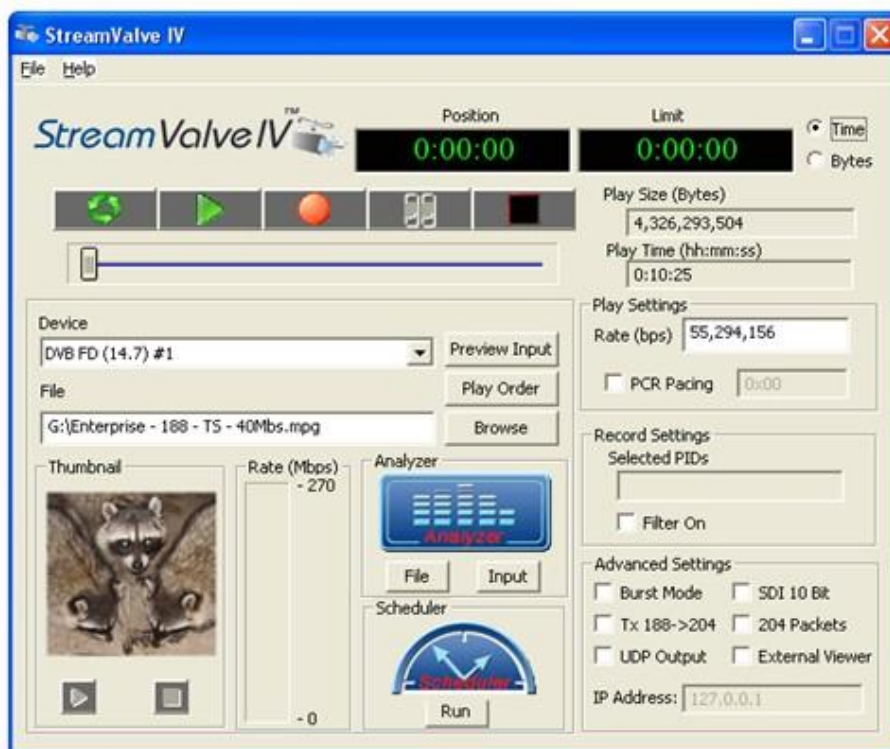 StreamValve IV
File Help
StreamValve IV™
Position
Limit
0:00:00
0:00:00
Time
Bytes
Play Size (Bytes)
4,326,293,504
Play Time (hh:mm:ss)
0:10:25
Device
DVB FD (14.7) #1
Preview Input
Play Order
File
G:\Enterprise - 188 - TS - 40Mbs.mpg
Browse
Play Settings
Rate (bps) 55,294,156
PCR Pacing 0x00
Record Settings
Selected PIDs
Filter On
Thumbnail
Rate (Mbps)
- 270
- 0
Analyzer
Analyzer
File Input
Scheduler
Scheduler
Run
Advanced Settings
Burst Mode SDI 10 Bit
Tx 188->204 204 Packets
UDP Output External Viewer
IP Address: 127.0.0.1